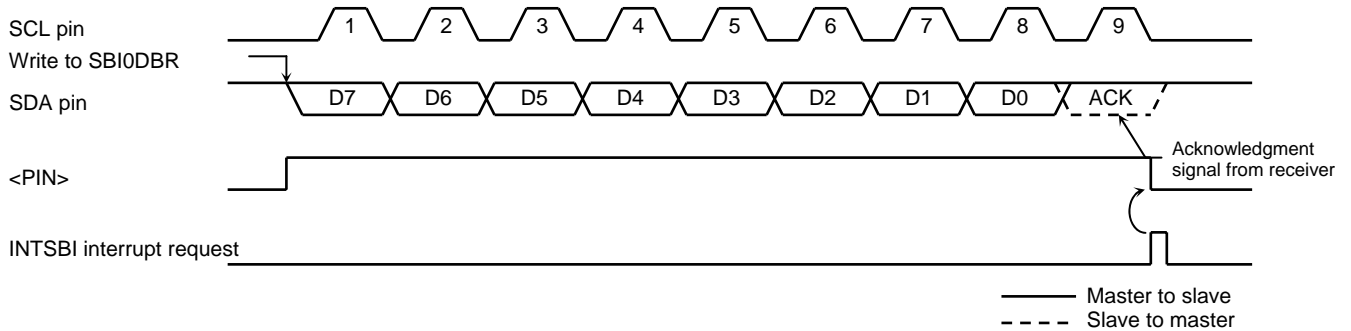 SCL pin
1 2 3 4 5 6 7 8 9
Write to SBI0DBR
SDA pin
D7 D6 D5 D4 D3 D2 D1 D0 ACK
Acknowledgment
signal from receiver
<PIN>
INTSBI interrupt request
Master to slave
Slave to master